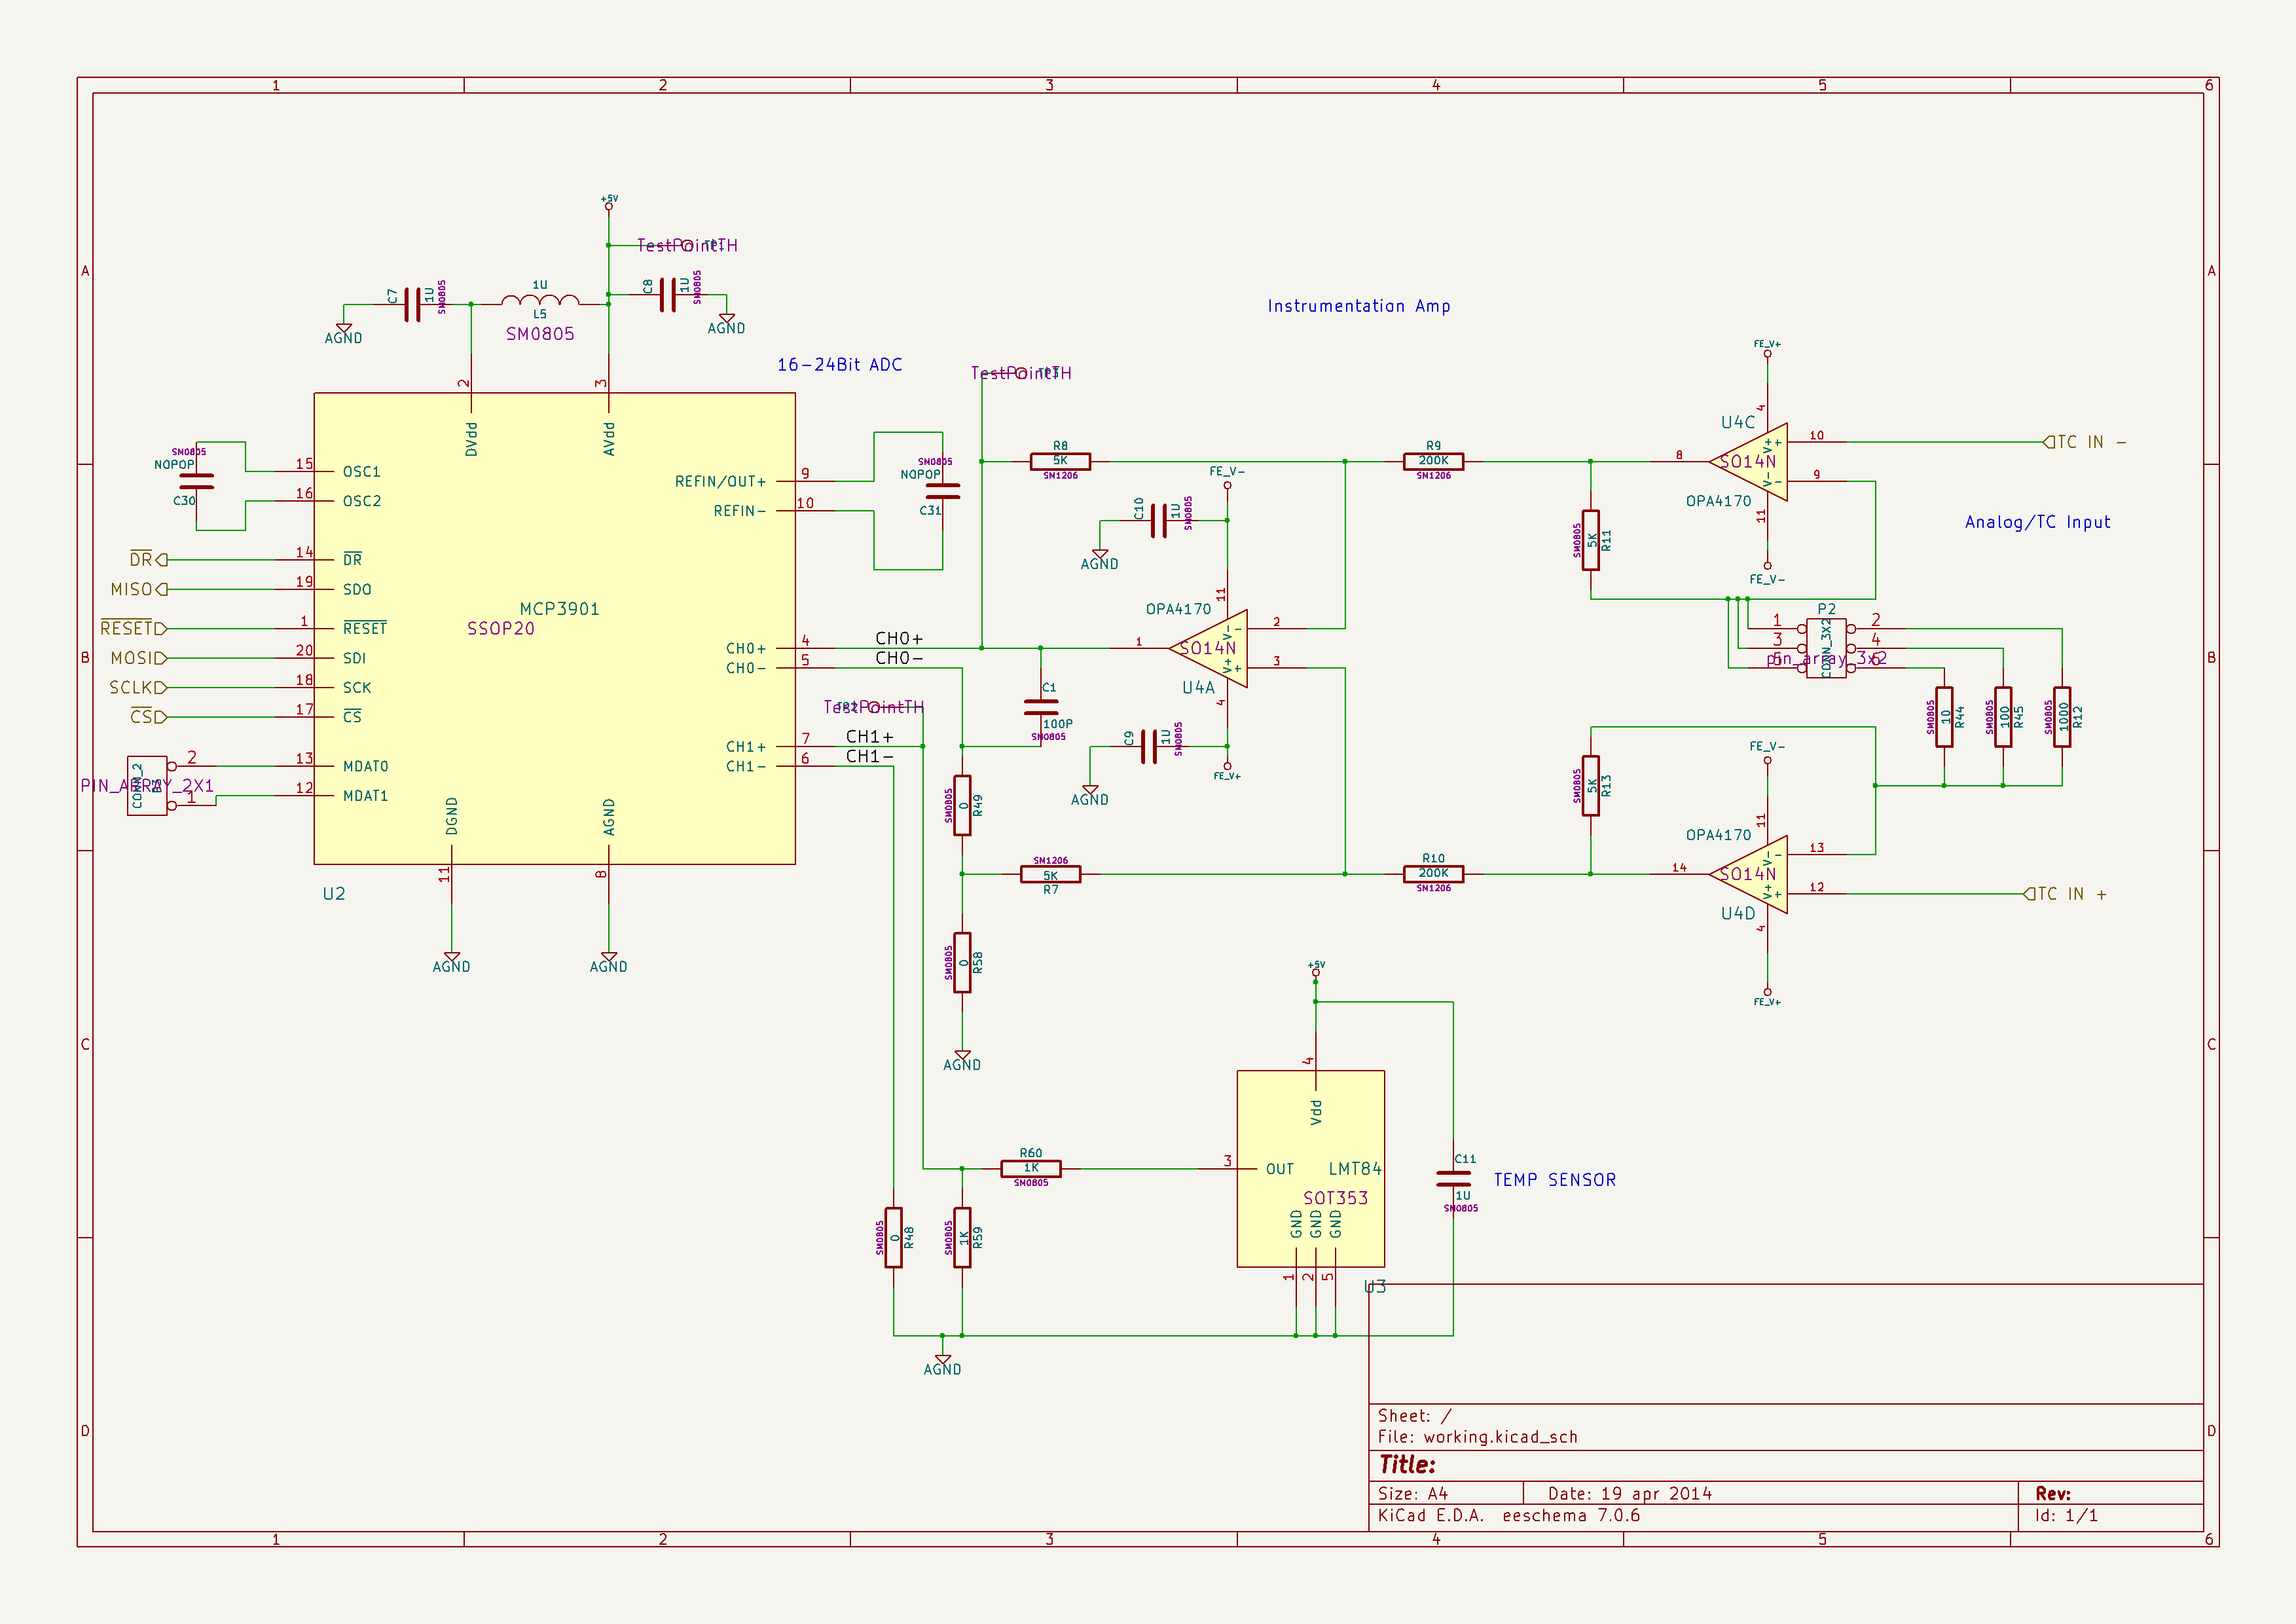 1 2 3 4 5 6
A A
B B
C C
D D
+5V
TestPointTH TP1
C7 1U SM0805
1U
L5
SM0805
C8 1U SM0805
AGND
AGND
16-24Bit ADC
Instrumentation Amp
Analog/TC Input
TEMP SENSOR
2 3
DVdd AVdd
SM0805
NOPOP
C30
15 OSC1
16 OSC2
DR 14 DR
MISO 19 SDO
RESET 1 RESET
MOSI 20 SDI
SCLK 18 SCK
CS 17 CS
2 13 MDAT0
1 12 MDAT1
PIN_ARRAY_2X1
CONN_2
MCP3901
SSOP20
REFIN/OUT+ 9
REFIN- 10
CH0+ 4 CH0+
CH0- 5 CH0-
CH1+ 7 CH1+
CH1- 6 CH1-
DGND AGND
11 8
U2
AGND
AGND
SM0805
NOPOP
C31
TestPointTH TP3
TestPointTH TP2
R8
5K
SM1206
R9
200K
SM1206
FE_V-
C10 1U SM0805
AGND
OPA4170
11
V-
-
2
1
SO14N
V+
+
3
U4A
4
C1
100P
SM0805
C9 1U SM0805
AGND
FE_V+
SM0805 0 R49
SM1206
5K
R7
R10
200K
SM1206
SM0805 0 R58
AGND
FE_V+
U4C
4
V+
+
10
TC IN -
8
SO14N
V-
-
9
OPA4170
11
FE_V-
SM0805 5K R11
P2
1 2
3 4
5 6
CONN_3X2
pin_array_3x2
SM0805 10 R44
SM0805 100 R45
SM0805 1000 R12
SM0805 5K R13
FE_V-
OPA4170
11
V-
-
13
14
SO14N
V+
+
12
TC IN +
U4D
4
FE_V+
+5V
4
Vdd
3 OUT LMT84
SOT353
GND GND GND
1 2 5
U3
C11
1U
SM0805
R60
1K
SM0805
SM0805 0 R48
SM0805 1K R59
AGND
Sheet: /
File: working.kicad_sch
Title:
Size: A4 Date: 19 apr 2014 Rev:
KiCad E.D.A. eeschema 7.0.6 Id: 1/1
1 2 3 4 5 6